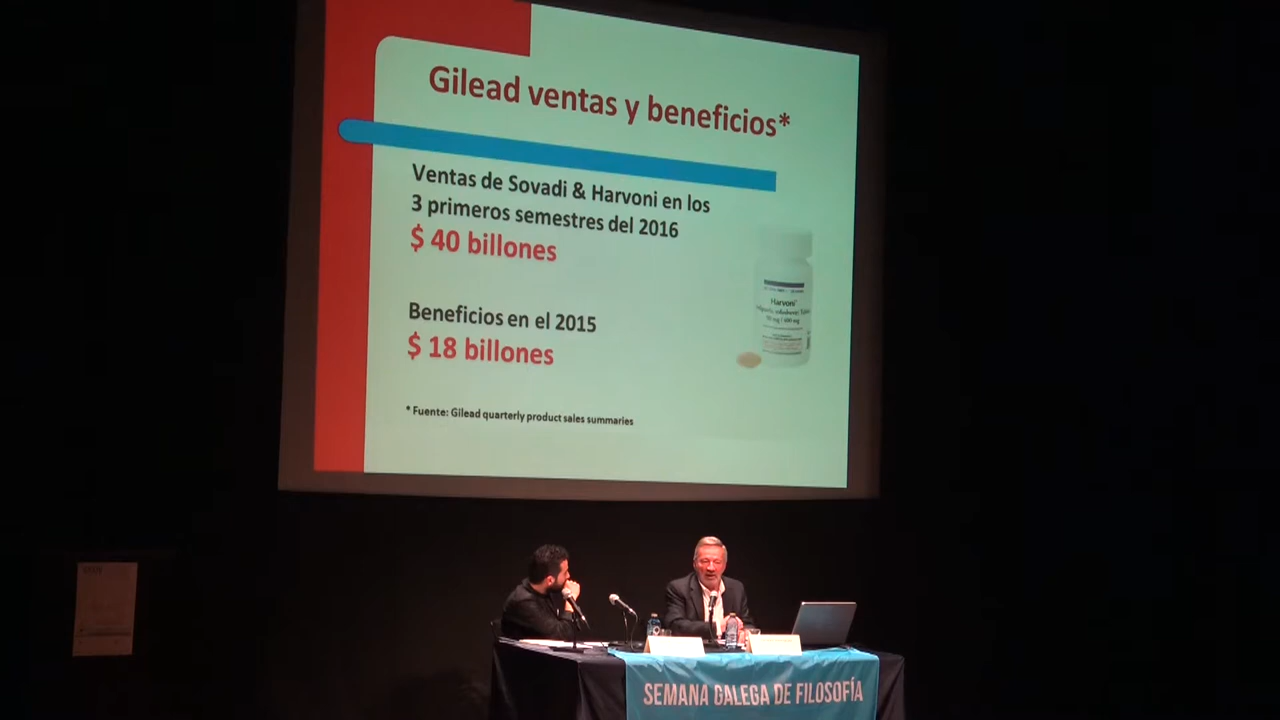 Gilead ventas y beneficios*
Ventas de Sovadi & Harvoni en los
3 primeros semestres del 2016
$ 40 billones
Beneficios en el 2015
$ 18 billones
* Fuente: Gilead quarterly product sales summaries
Harvoni
SEMANA GALEGA DE FILOSOFÍA